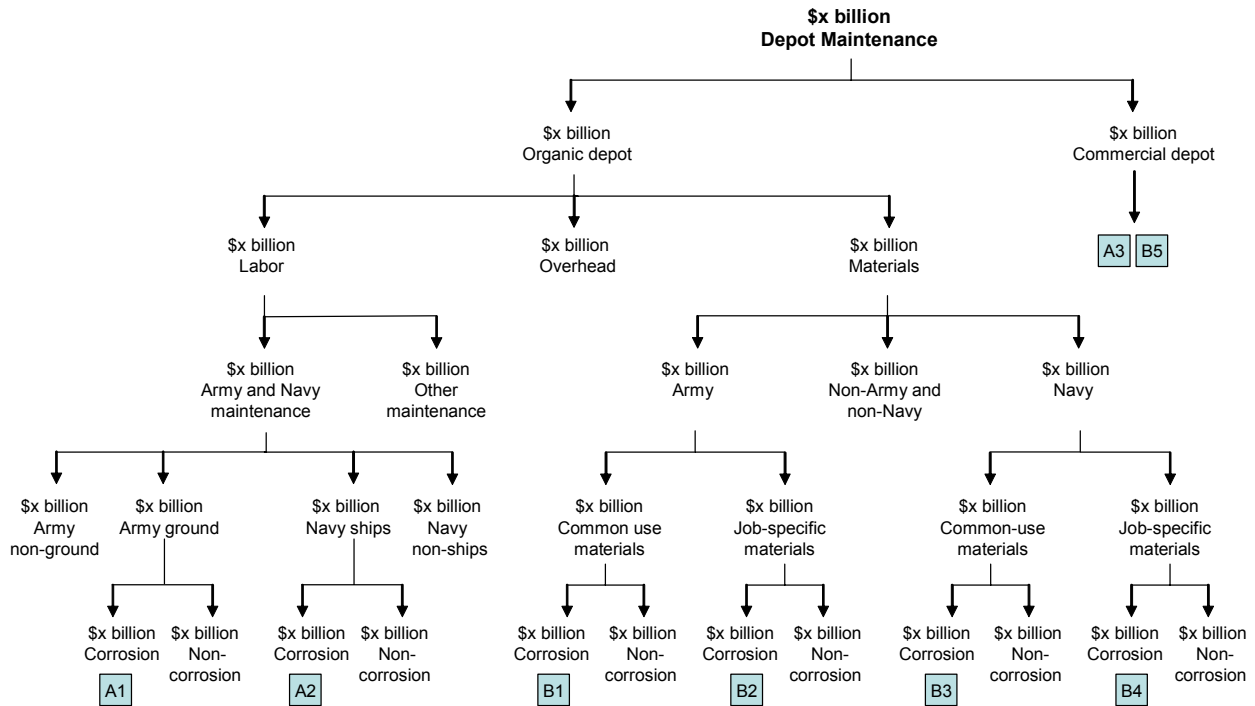 $x billion
Depot Maintenance
$x billion
Organic depot
$x billion
Commercial depot
$x billion
Labor
$x billion
Overhead
$x billion
Materials
A3
B5
$x billion
Army and Navy
maintenance
$x billion
Other
maintenance
$x billion
Army
$x billion
Non-Army and
non-Navy
$x billion
Navy
$x billion
Army
non-ground
$x billion
Army ground
$x billion
Navy ships
$x billion
Navy
non-ships
$x billion
Common use
materials
$x billion
Job-specific
materials
$x billion
Common-use
materials
$x billion
Job-specific
materials
$x billion
Corrosion
$x billion
Non-
corrosion
$x billion
Corrosion
$x billion
Non-
corrosion
$x billion
Corrosion
$x billion
Non-
corrosion
$x billion
Corrosion
$x billion
Non-
corrosion
$x billion
Corrosion
$x billion
Non-
corrosion
$x billion
Corrosion
$x billion
Non-
corrosion
A1
A2
B1
B2
B3
B4